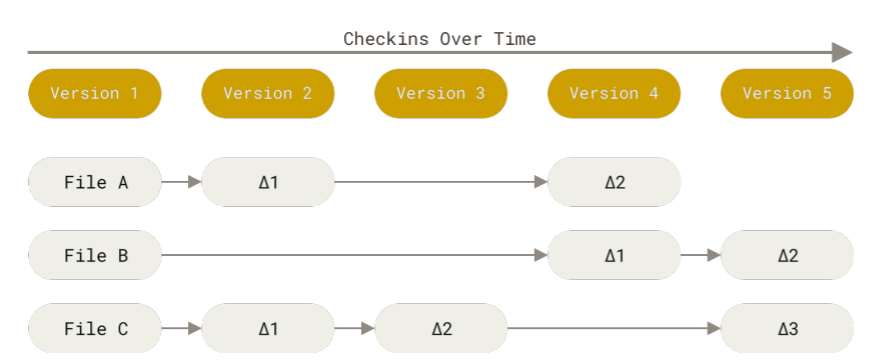 Checkins Over Time
Version 1 Version 2 Version 3 Version 4 Version 5
File A Δ1 Δ2
File B Δ1 Δ2
File C Δ1 Δ2 Δ3